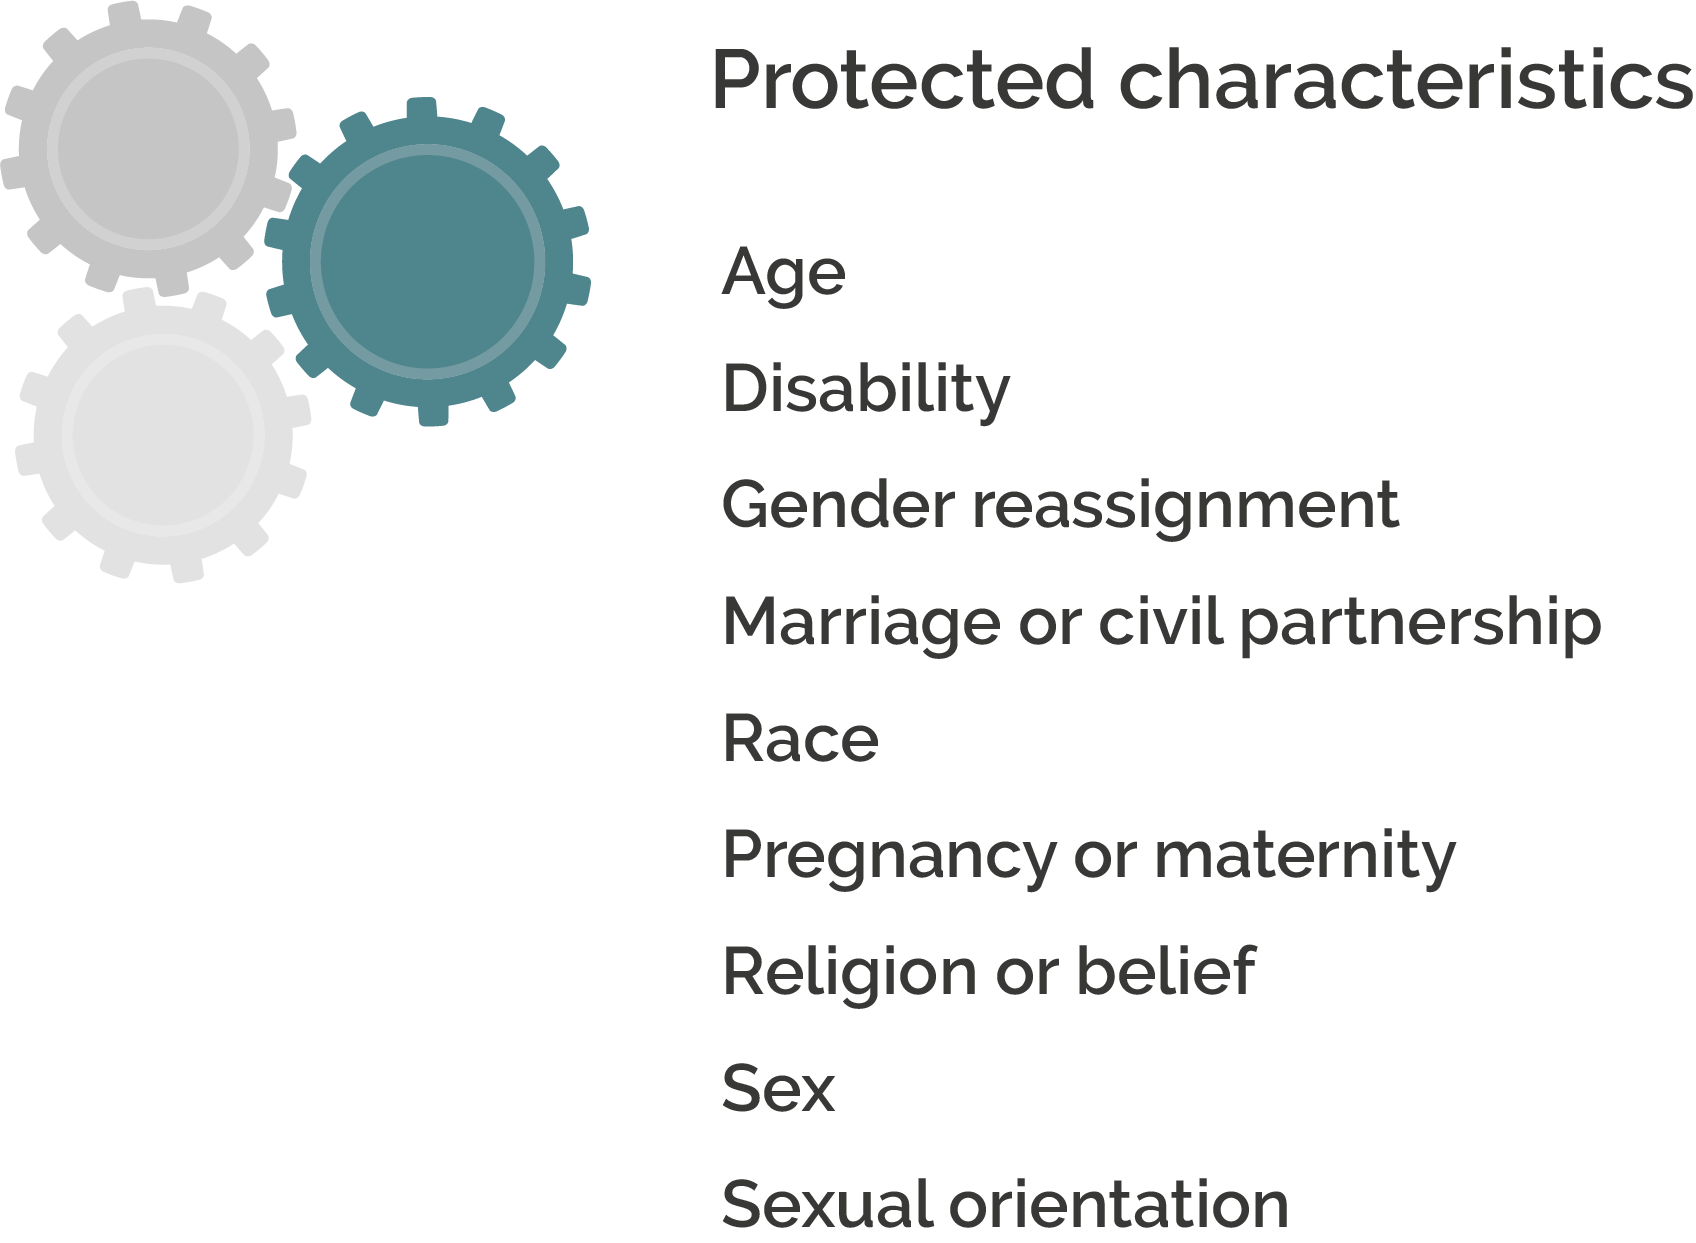 Protected characteristics
Age
Disability
Gender reassignment
Marriage or civil partnership
Race
Pregnancy or maternity
Religion or belief
Sex
Sexual orientation